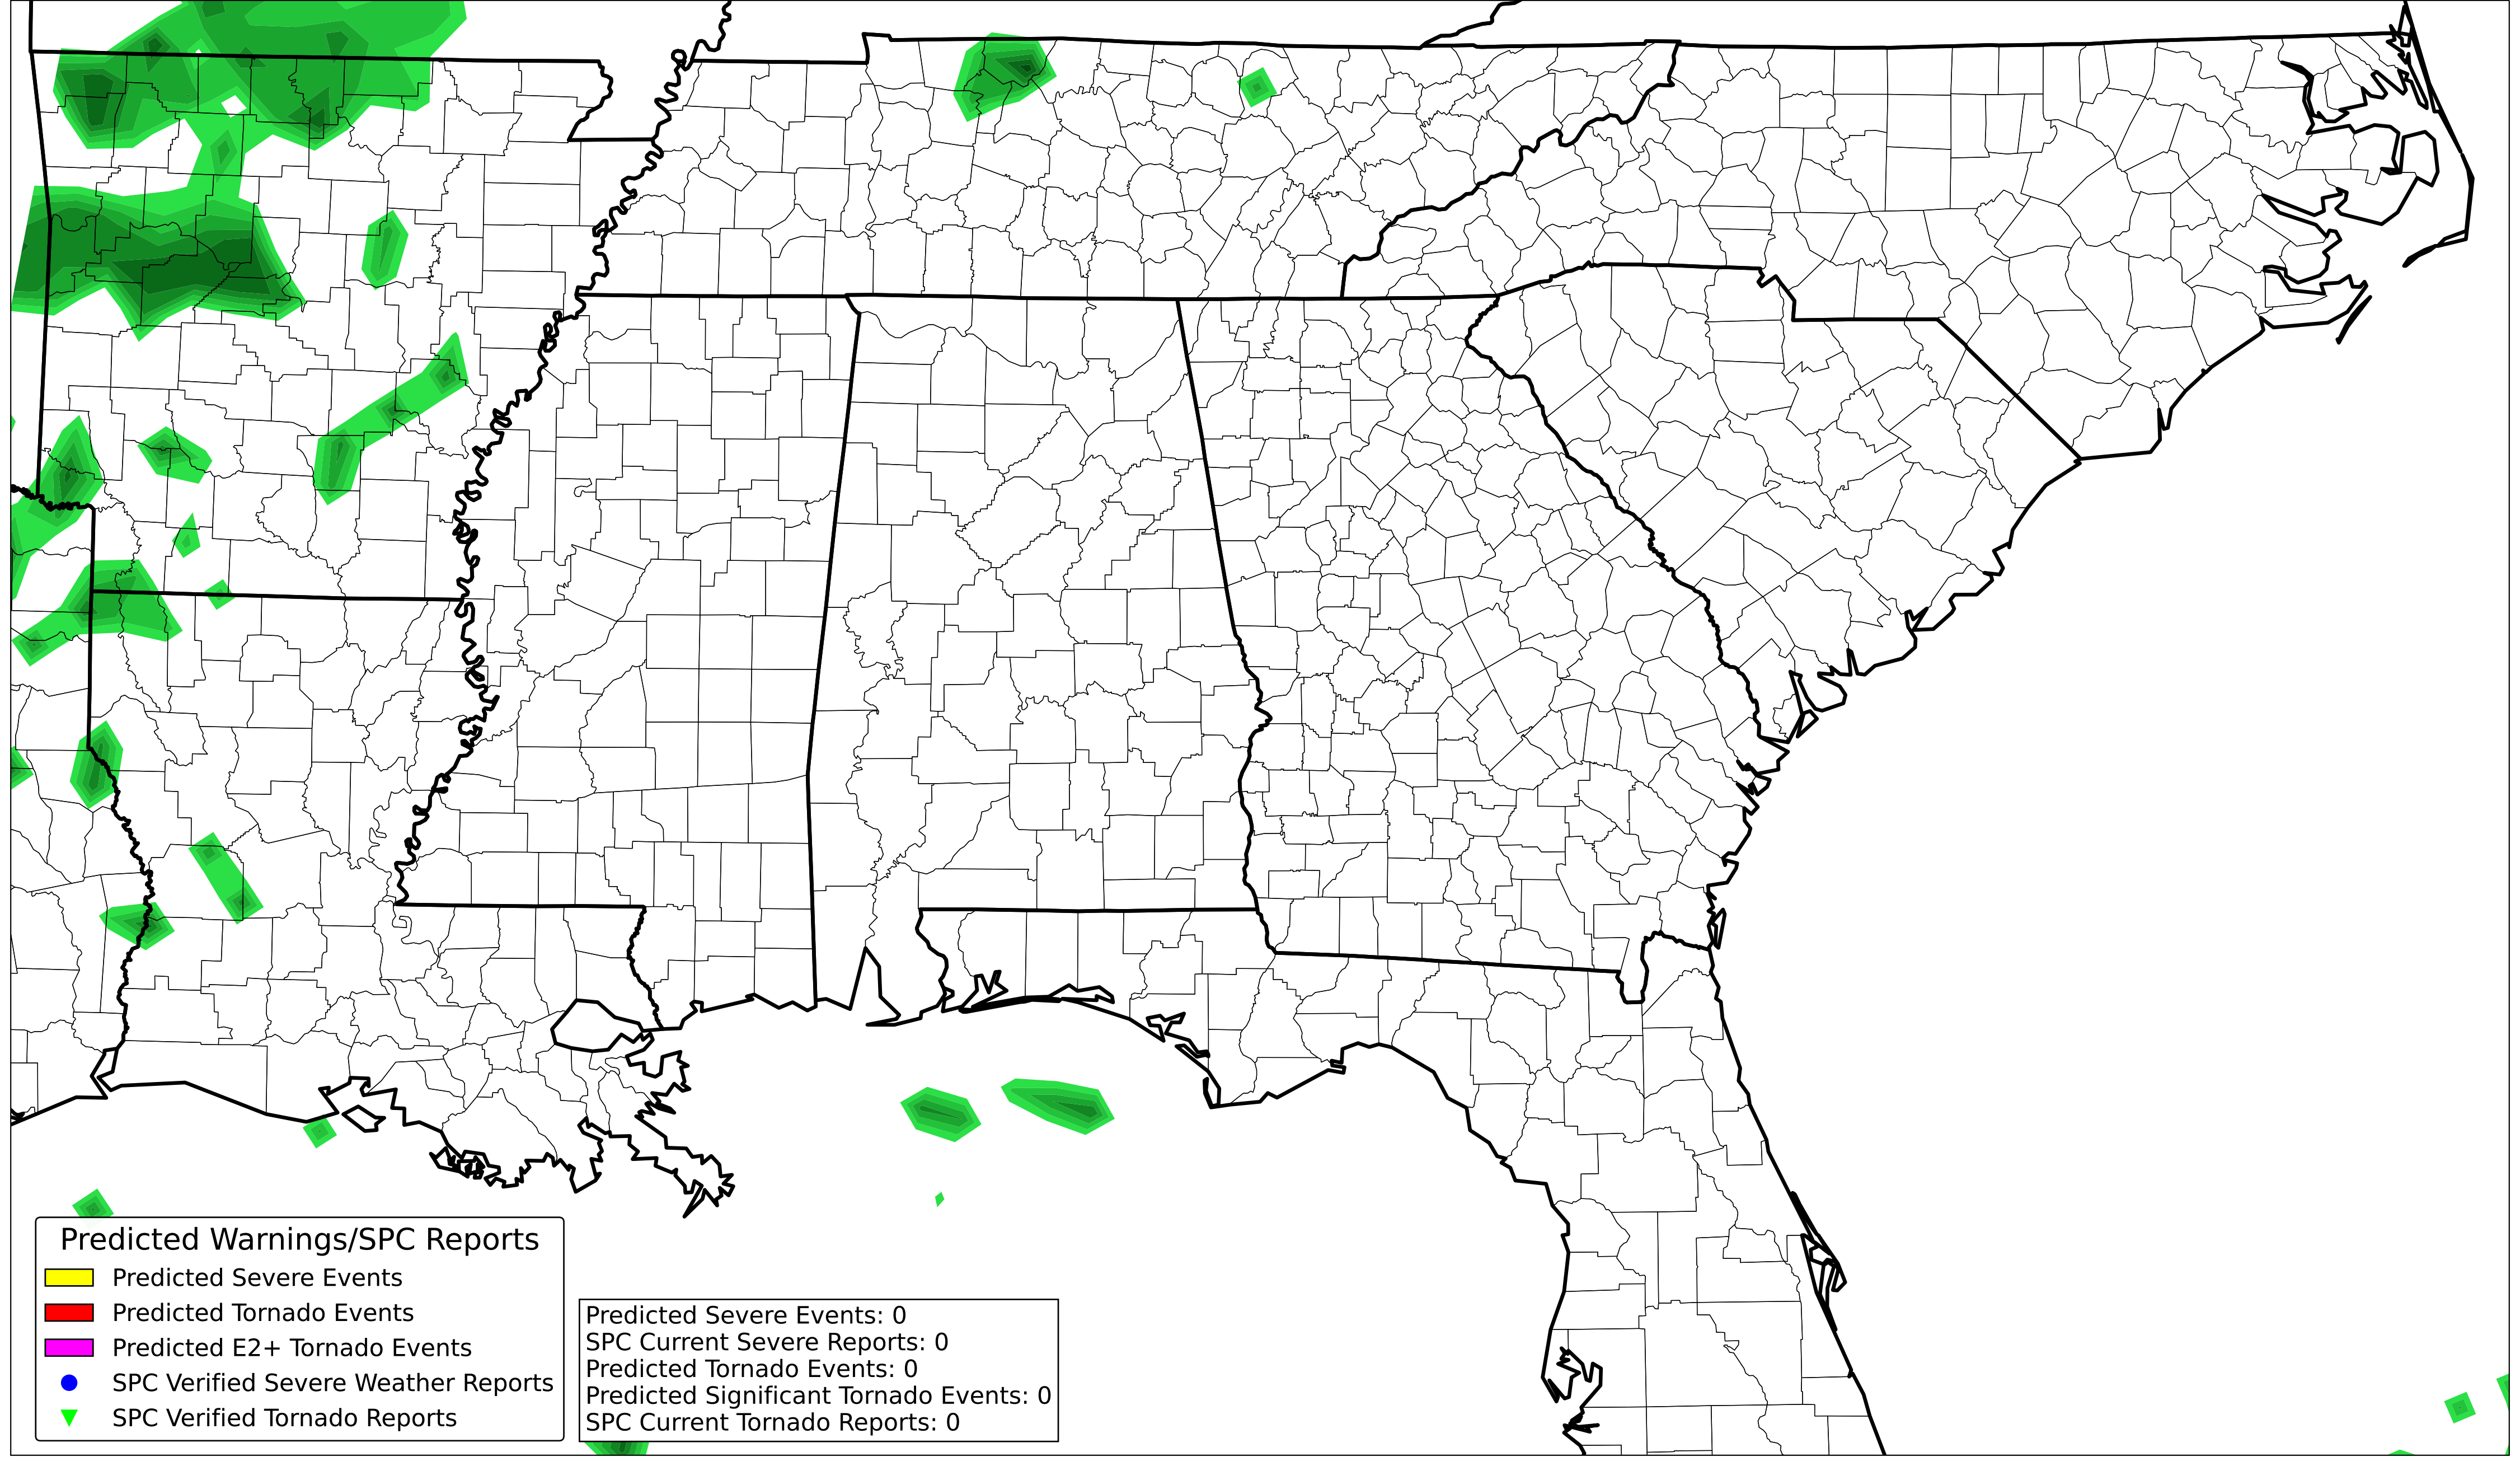 Predicted Warnings/SPC Reports
Predicted Severe Events
Predicted Tornado Events
Predicted E2+ Tornado Events
SPC Verified Severe Weather Reports
SPC Verified Tornado Reports
Predicted Severe Events: 0
SPC Current Severe Reports: 0
Predicted Tornado Events: 0
Predicted Significant Tornado Events: 0
SPC Current Tornado Reports: 0